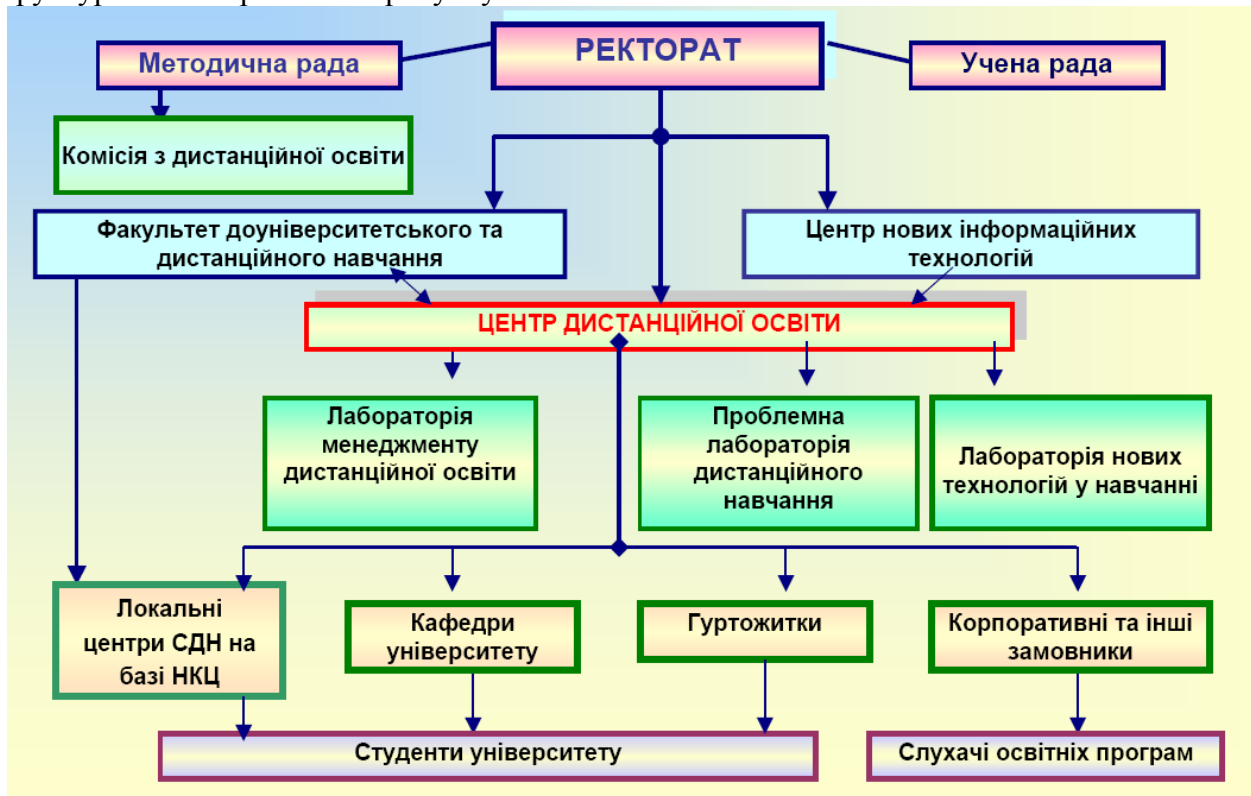 РЕКТОРАТ
Методична рада
Учена рада
Комісія з дистанційної освіти
Факультет доуніверситетського та
дистанційного навчання
Центр нових інформаційних
технологій
ЦЕНТР ДИСТАНЦІЙНОЇ ОСВІТИ
Лабораторія
менеджменту
дистанційної освіти
Проблемна
лабораторія
дистанційного
навчання
Лабораторія нових
технологій у навчанні
Локальні
центри СДН на
базі НКЦ
Кафедри
університету
Гуртожитки
Корпоративні та інші
замовники
Студенти університету
Слухачі освітніх програм